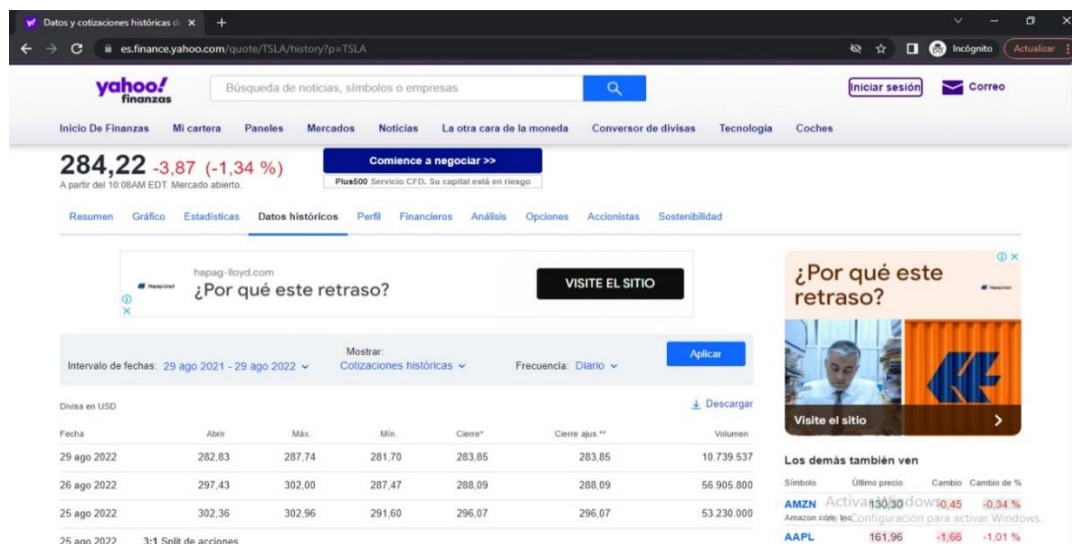 Datos y cotizaciones históricas d
es.finance.yahoo.com/quote/TSLA/history?p=TSLA
Incógnito
Actualizar
yahoo!
finanzas
Búsqueda de noticias, símbolos o empresas
Iniciar sesión
Correo
Inicio De Finanzas Mi cartera Paneles Mercados Noticias La otra cara de la moneda Conversor de divisas Tecnología Coches
284,22 -3,87 (-1,34 %)
A partir del 10:08AM EDT. Mercado abierto.
Comience a negociar >>
Plus500 Servicio CFD. Su capital está en riesgo
Resumen Gráfico Estadísticas Datos históricos Perfil Financieros Análisis Opciones Accionistas Sostenibilidad
hapag-lloyd.com
¿Por qué este retraso?
VISITE EL SITIO
¿Por qué este
retraso?
Visite el sitio
Intervalo de fechas: 29 ago 2021 - 29 ago 2022
Mostrar:
Cotizaciones históricas
Frecuencia: Diario
Aplicar
Divisa en USD
Descargar
Fecha Abrir Máx. Mín. Cierre* Cierre ajus.** Volumen
29 ago 2022 282,83 287,74 281,70 283,85 283,85 10.739.537
26 ago 2022 297,43 302,00 287,47 288,09 288,09 56.905.800
25 ago 2022 302,36 302,96 291,60 296,07 296,07 53.230.000
25 ago 2022 3:1 Split de acciones
Los demás también ven
Símbolo Último precio Cambio Cambio de %
AMZN 130,30 -0,45 -0,34 %
Amazon.com, Inc.
AAPL 161,96 -1,66 -1,01 %
Activar Windows
Configuración para activar Windows.